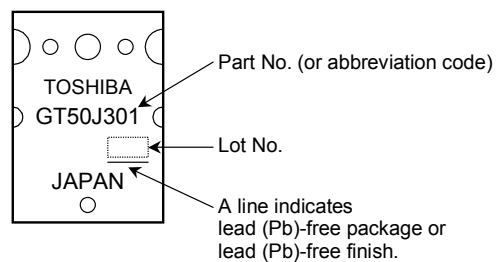 TOSHIBA
GT50J301
JAPAN
Part No. (or abbreviation code)
Lot No.
A line indicates
lead (Pb)-free package or
lead (Pb)-free finish.